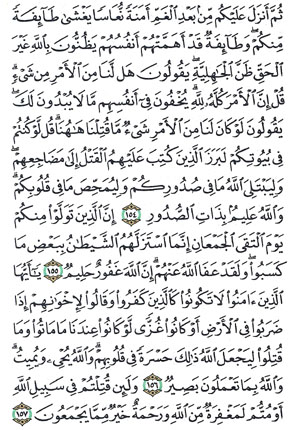 ثُمَّ أَنزَلَ عَلَيْكُم مِّنۢ بَعْدِ ٱلْغَمِّ أَمَنَةً نُّعَاسًا يَغْشَىٰ طَآئِفَةً
مِّنكُمْ ۖ وَطَآئِفَةٌ قَدْ أَهَمَّتْهُمْ أَنفُسُهُمْ يَظُنُّونَ بِٱللَّهِ غَيْرَ
ٱلْحَقِّ ظَنَّ ٱلْجَٰهِلِيَّةِ ۖ يَقُولُونَ هَل لَّنَا مِنَ ٱلْأَمْرِ مِن شَىْءٍ ۗ
قُلْ إِنَّ ٱلْأَمْرَ كُلَّهُۥ لِلَّهِ ۗ يُخْفُونَ فِىٓ أَنفُسِهِم مَّا لَا يُبْدُونَ لَكَ ۖ
يَقُولُونَ لَوْ كَانَ لَنَا مِنَ ٱلْأَمْرِ شَىْءٌ مَّا قُتِلْنَا هَٰهُنَا ۗ قُل لَّوْ كُنتُمْ
فِى بُيُوتِكُمْ لَبَرَزَ ٱلَّذِينَ كُتِبَ عَلَيْهِمُ ٱلْقَتْلُ إِلَىٰ مَضَاجِعِهِمْ ۖ
وَلِيَبْتَلِىَ ٱللَّهُ مَا فِى صُدُورِكُمْ وَلِيُمَحِّصَ مَا فِى قُلُوبِكُمْ ۗ
وَٱللَّهُ عَلِيمٌۢ بِذَاتِ ٱلصُّدُورِ ١٥٤ إِنَّ ٱلَّذِينَ تَوَلَّوْا۟ مِنكُمْ
يَوْمَ ٱلْتَقَى ٱلْجَمْعَانِ إِنَّمَا ٱسْتَزَلَّهُمُ ٱلشَّيْطَٰنُ بِبَعْضِ مَا
كَسَبُوا۟ ۖ وَلَقَدْ عَفَا ٱللَّهُ عَنْهُمْ ۗ إِنَّ ٱللَّهَ غَفُورٌ حَلِيمٌ ١٥٥ يَٰٓأَيُّهَا
ٱلَّذِينَ ءَامَنُوا۟ لَا تَكُونُوا۟ كَٱلَّذِينَ كَفَرُوا۟ وَقَالُوا۟ لِإِخْوَٰنِهِمْ إِذَا
ضَرَبُوا۟ فِى ٱلْأَرْضِ أَوْ كَانُوا۟ غُزًّى لَّوْ كَانُوا۟ عِندَنَا مَا مَاتُوا۟ وَمَا
قُتِلُوا۟ لِيَجْعَلَ ٱللَّهُ ذَٰلِكَ حَسْرَةً فِى قُلُوبِهِمْ ۗ وَٱللَّهُ يُحْىِۦ وَيُمِيتُ ۗ
وَٱللَّهُ بِمَا تَعْمَلُونَ بَصِيرٌ ١٥٦ وَلَئِن قُتِلْتُمْ فِى سَبِيلِ ٱللَّهِ
أَوْ مُتُّمْ لَمَغْفِرَةٌ مِّنَ ٱللَّهِ وَرَحْمَةٌ خَيْرٌ مِّمَّا يَجْمَعُونَ ١٥٧